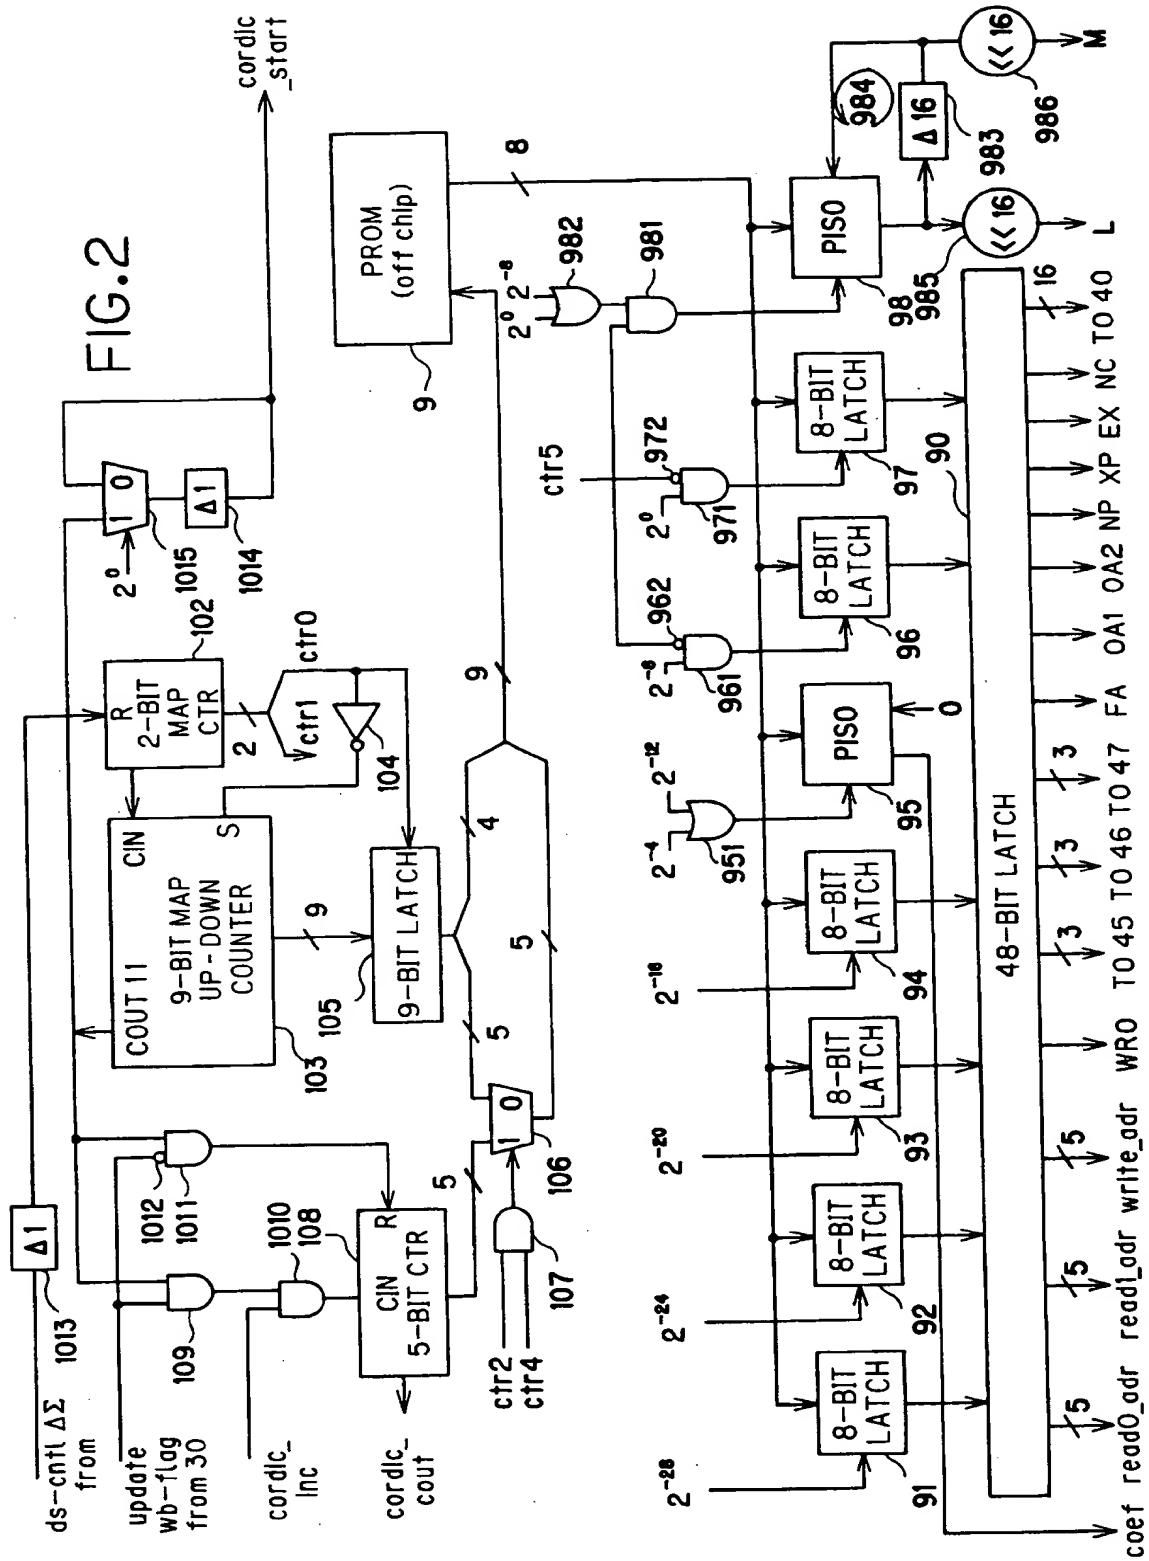 FIG.2
cordic
_start
ds-cntl ΔΣ
from
Δ1
1013
update
wb-flag
from 30
cordic_
inc
cordic_
cout
1012
1011
109
1010
108
R
CIN
5-BIT CTR
COUT11
CIN
9-BIT MAP
UP-DOWN
COUNTER
S
103
R
2-BIT
MAP
CTR
102
2
ctr0
ctr1
104
9
9-BIT LATCH
105
1 0
2⁰
1015
Δ1
1014
5
4
5
5
9
1 0
106
107
ctr2
ctr4
PROM
(off chip)
9
8
2⁰ 2⁻⁸
982
981
ctr5
972
2⁰
971
962
2⁻⁸
961
2⁻⁴ 2⁻¹²
951
2⁻¹⁶
2⁻²⁰
2⁻²⁴
2⁻²⁸
8-BIT
LATCH
91
8-BIT
LATCH
92
8-BIT
LATCH
93
8-BIT
LATCH
94
PISO
95
0
8-BIT
LATCH
96
8-BIT
LATCH
97
PISO
98
984
Δ16
983
<<16
985
<<16
986
L
M
48-BIT LATCH
90
5
5
5
3
3
3
16
coef read0_adr read1_adr write_adr WR0 TO 45 TO 46 TO 47 FA OA1 OA2 NP XP EX NC TO 40